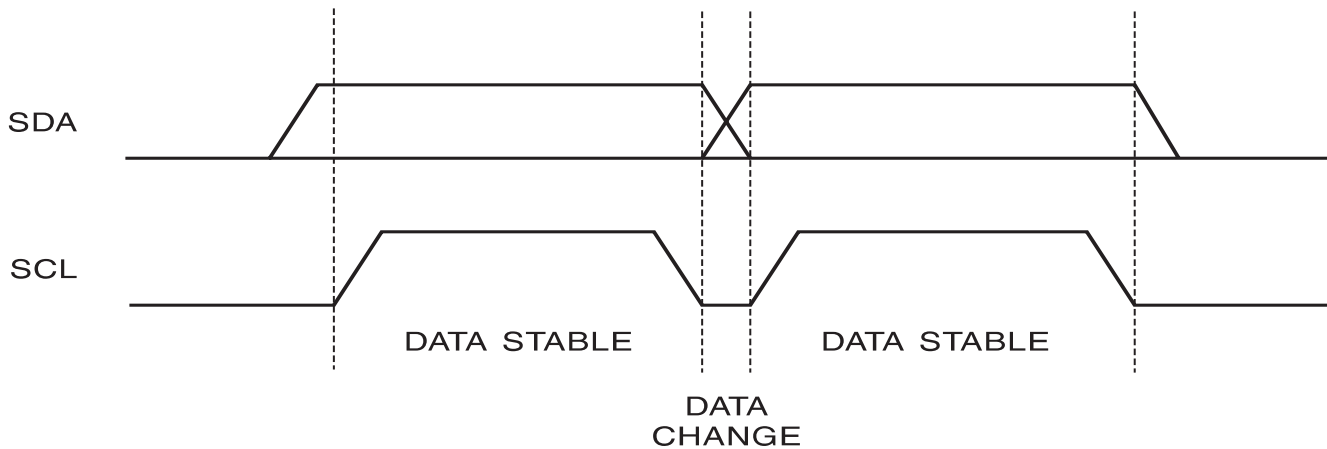 SDA
SCL
DATA STABLE
DATA STABLE
DATA
CHANGE